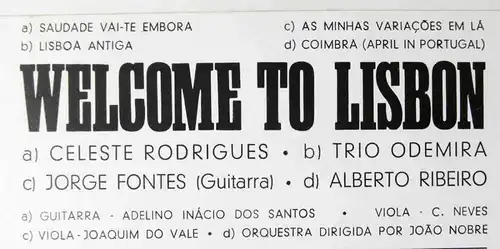 a) SAUDADE VAI-TE EMBORA c) AS MINHAS VARIAÇÕES EM LÁ
b) LISBOA ANTIGA d) COIMBRA (APRIL IN PORTUGAL)
WELCOME TO LISBON
a) CELESTE RODRIGUES • b) TRIO ODEMIRA
c) JORGE FONTES (Guitarra) • d) ALBERTO RIBEIRO
a) GUITARRA - ADELINO INÁCIO DOS SANTOS • VIOLA - C. NEVES
c) VIOLA - JOAQUIM DO VALE • d) ORQUESTRA DIRIGIDA POR JOÃO NOBRE